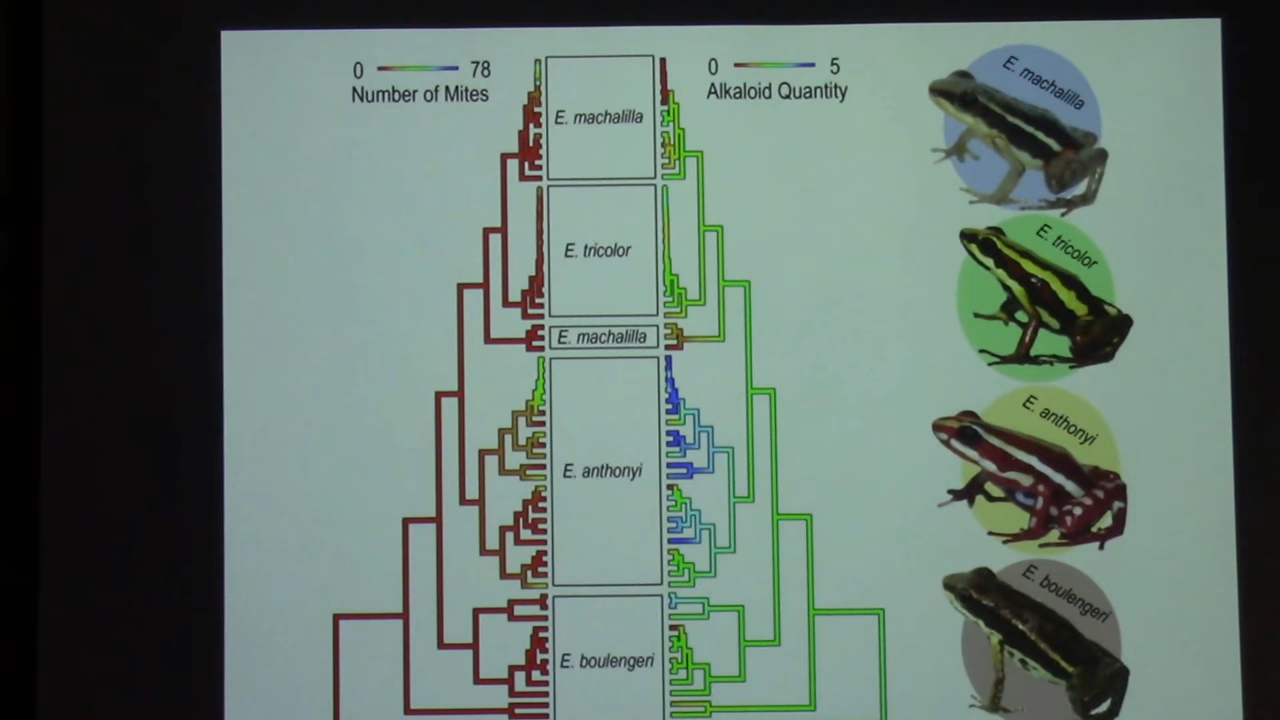 0 78
Number of Mites
0 5
Alkaloid Quantity
E. machalilla
E. tricolor
E. machalilla
E. anthonyi
E. boulengeri
E. machalilla
E. tricolor
E. anthonyi
E. boulengeri